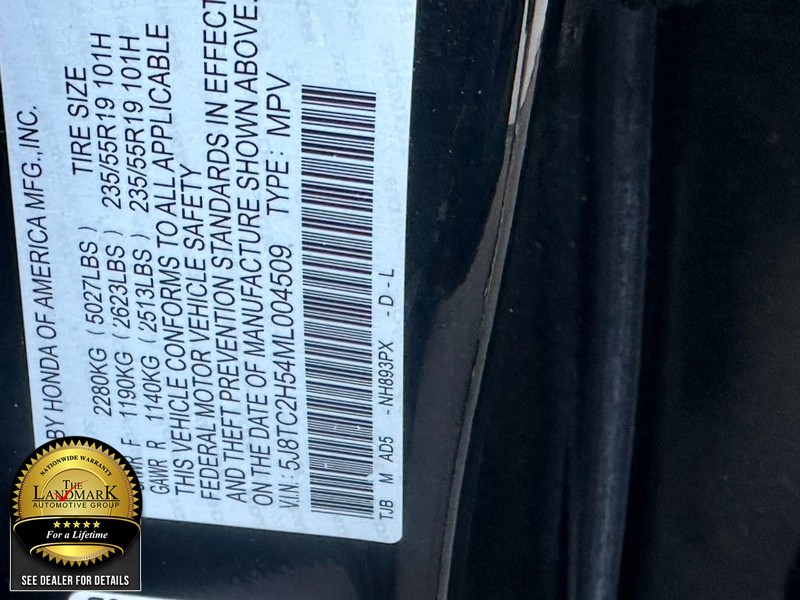 BY HONDA OF AMERICA MFG., INC.
2280KG ( 5027LBS ) TIRE SIZE
F 1190KG ( 2623LBS ) 235/55R19 101H
GAWR R 1140KG ( 2513LBS ) 235/55R19 101H
THIS VEHICLE CONFORMS TO ALL APPLICABLE
FEDERAL MOTOR VEHICLE SAFETY
AND THEFT PREVENTION STANDARDS IN EFFECT
ON THE DATE OF MANUFACTURE SHOWN ABOVE.
V.I.N.: 5J8TC2H54ML004509 TYPE: MPV
TJB M AD5 -NH893PX -D-L
NATIONWIDE WARRANTY
THE
LANDMARK
AUTOMOTIVE GROUP
For a Lifetime
SEE DEALER FOR DETAILS